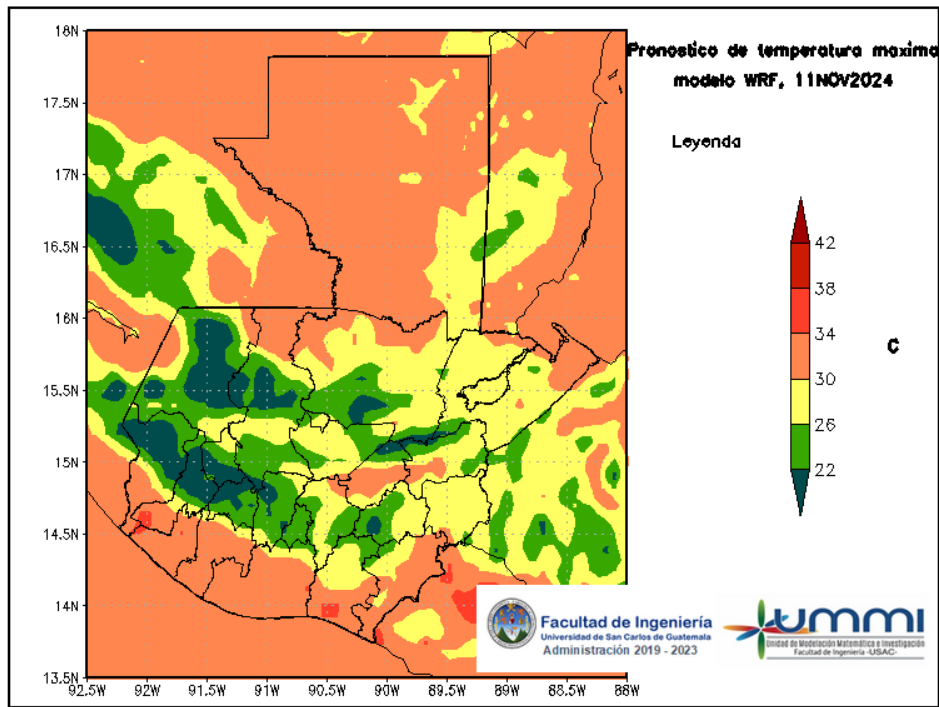 Pronostico de temperatura maxima
modelo WRF, 11NOV2024
Leyenda
18N
17.5N
17N
16.5N
16N
15.5N
15N
14.5N
14N
13.5N
92.5W 92W 91.5W 91W 90.5W 90W 89.5W 89W 88.5W 88W
42
38
34
30
26
22
C
Facultad de Ingeniería
Universidad de San Carlos de Guatemala
Administración 2019 - 2023
UMMI
Unidad de Modelación Matemática e Investigación
Facultad de Ingeniería -USAC-